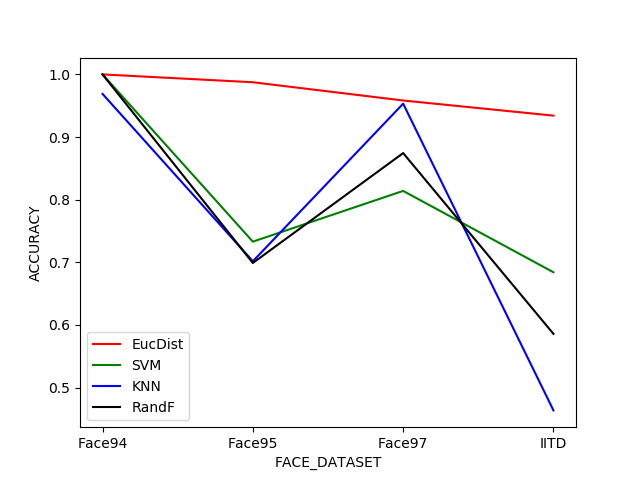 1.0
0.9
0.8
0.7
0.6
0.5
ACCURACY
EucDist
SVM
KNN
RandF
Face94 Face95 Face97 IITD
FACE_DATASET